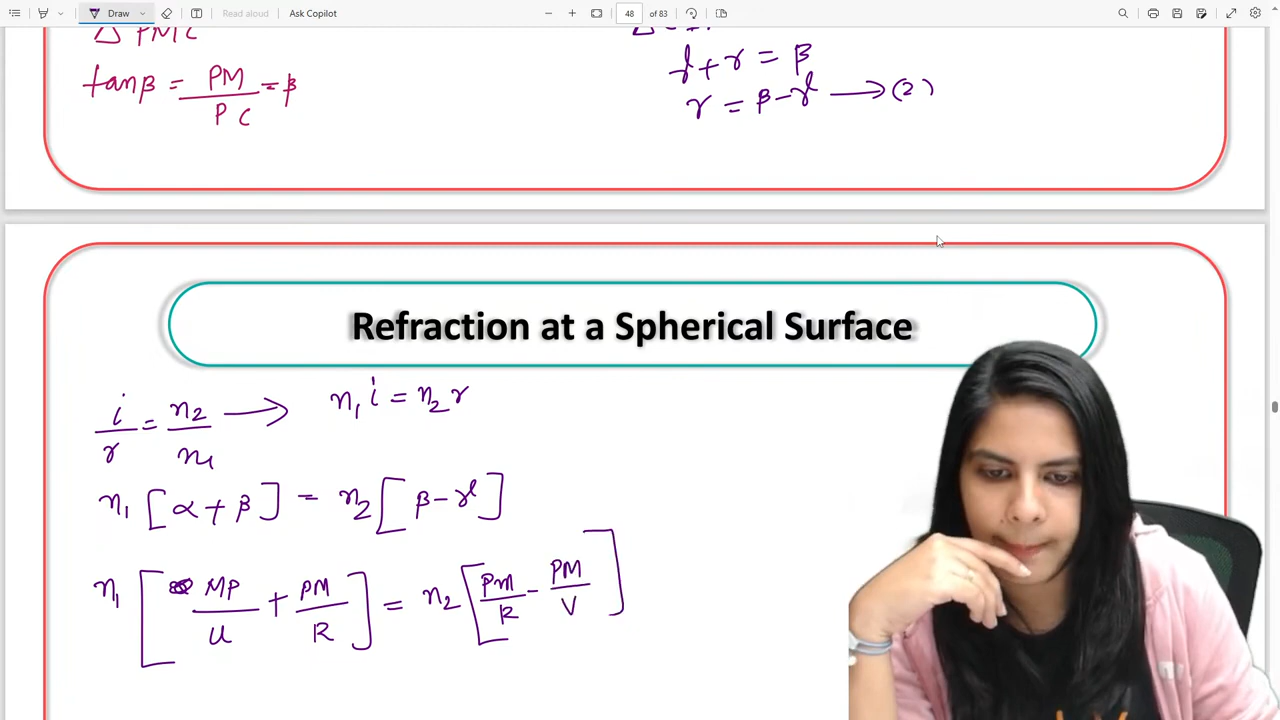 Draw
Read aloud
Ask Copilot
48 of 83
Δ PMC
tanβ = PM/PC = β
γ + r = β
r = β - γ → (2)
Refraction at a Spherical Surface
i/r = n2/n1 → n1 i = n2 r
n1 [α + β] = n2 [β - γ]
n1 [MP/u + PM/R] = n2 [PM/R - PM/V]